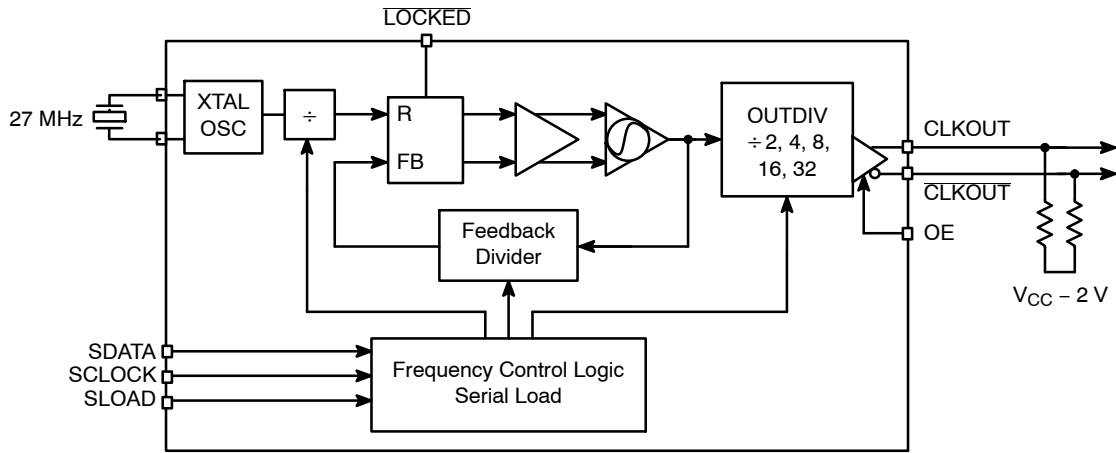 LOCKED
27 MHz
XTAL
OSC
÷
R
FB
OUTDIV
÷ 2, 4, 8,
16, 32
CLKOUT
CLKOUT
OE
Feedback
Divider
VCC − 2 V
SDATA
SCLOCK
SLOAD
Frequency Control Logic
Serial Load